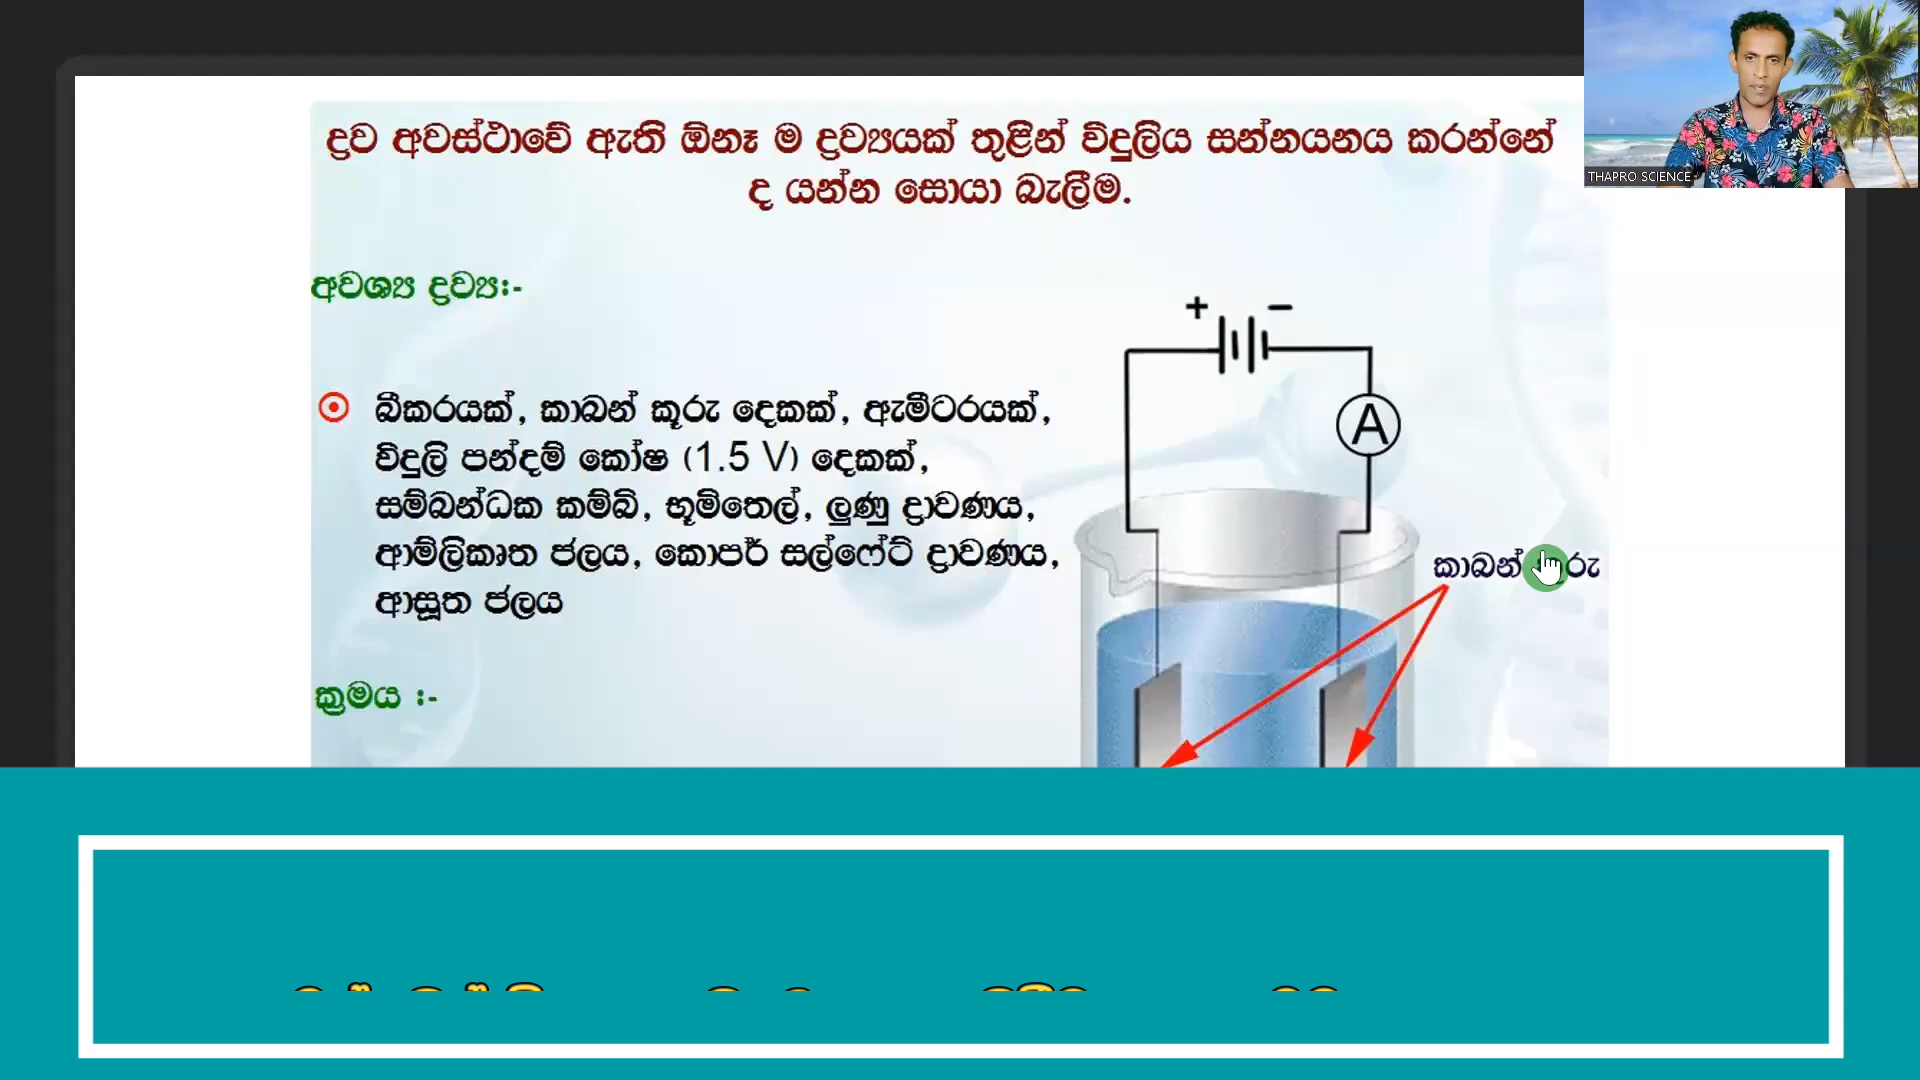 ද්‍රව අවස්ථාවේ ඇති ඕනෑ ම ද්‍රව්‍යයක් තුළින් විදුලිය සන්නයනය කරන්නේ
ද යන්න සොයා බැලීම.
THAPRO SCIENCE
අවශ්‍ය ද්‍රව්‍ය:-
+ −
බීකරයක්, කාබන් කූරු දෙකක්, ඇමීටරයක්,
විදුලි පන්දම් කෝෂ (1.5 V) දෙකක්,
සම්බන්ධක කම්බි, භූමිතෙල්, ලුණු ද්‍රාවණය,
ආම්ලිකෘත ජලය, කොපර් සල්ෆේට් ද්‍රාවණය,
ආසූත ජලය
A
කාබන්
ක්‍රමය :-